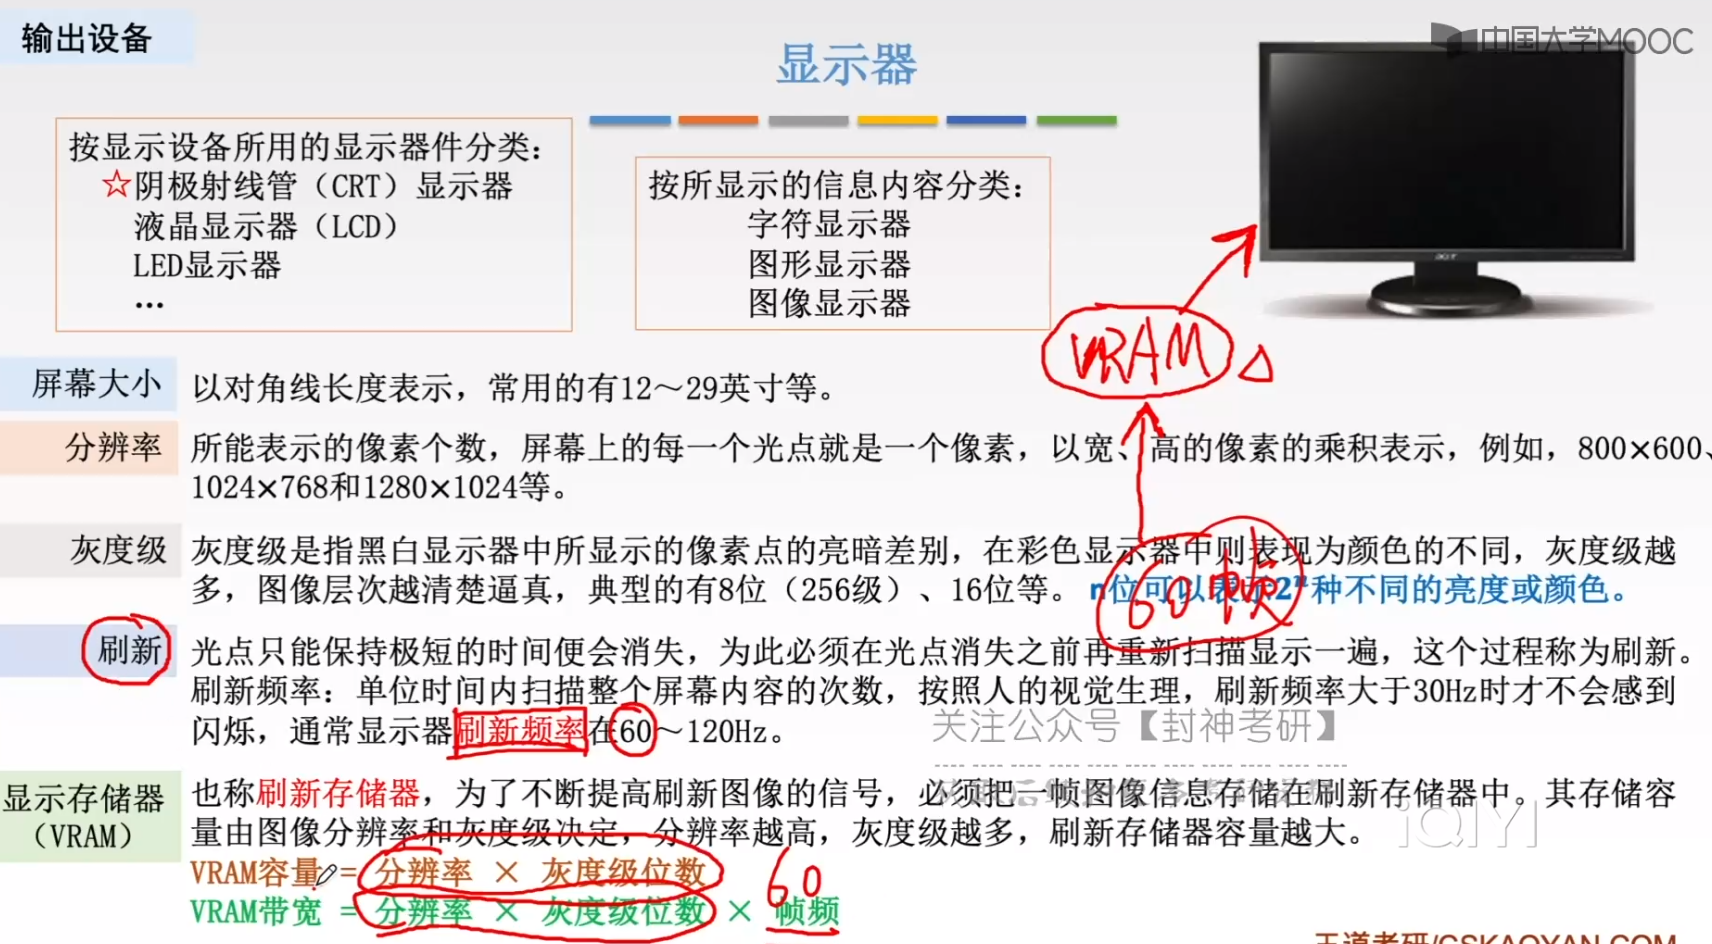 输出设备
中国大学MOOC
显示器
按显示设备所用的显示器件分类：
☆阴极射线管（CRT）显示器
液晶显示器（LCD）
LED显示器
…
按所显示的信息内容分类：
字符显示器
图形显示器
图像显示器
acer
VRAM
屏幕大小
以对角线长度表示，常用的有12～29英寸等。
分辨率
所能表示的像素个数，屏幕上的每一个光点就是一个像素，以宽、高的像素的乘积表示，例如，800×600、
1024×768和1280×1024等。
灰度级
灰度级是指黑白显示器中所显示的像素点的亮暗差别，在彩色显示器中则表现为颜色的不同，灰度级越
多，图像层次越清楚逼真，典型的有8位（256级）、16位等。 n位可以表示2ⁿ种不同的亮度或颜色。
60帧
刷新
光点只能保持极短的时间便会消失，为此必须在光点消失之前再重新扫描显示一遍，这个过程称为刷新。
刷新频率：单位时间内扫描整个屏幕内容的次数，按照人的视觉生理，刷新频率大于30Hz时才不会感到
闪烁，通常显示器刷新频率在60～120Hz。
关注公众号【封神考研】
显示存储器
（VRAM）
也称刷新存储器，为了不断提高刷新图像的信号，必须把一帧图像信息存储在刷新存储器中。其存储容
量由图像分辨率和灰度级决定，分辨率越高，灰度级越多，刷新存储器容量越大。
iQIYI
VRAM容量 = 分辨率 × 灰度级位数
60
VRAM带宽 = 分辨率 × 灰度级位数 × 帧频
王道考研/CSKAOYAN.COM